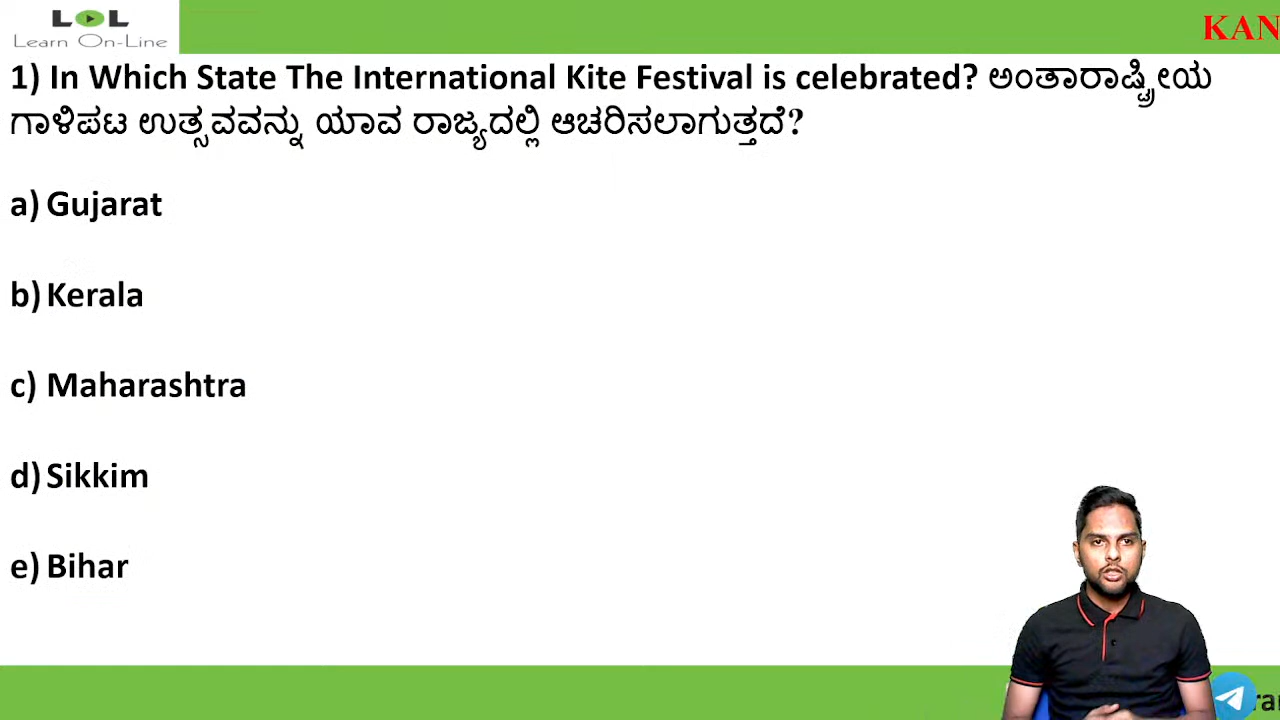 LOL
Learn On-Line
KAN
1) In Which State The International Kite Festival is celebrated? ಅಂತಾರಾಷ್ಟ್ರೀಯ
ಗಾಳಿಪಟ ಉತ್ಸವವನ್ನು ಯಾವ ರಾಜ್ಯದಲ್ಲಿ ಆಚರಿಸಲಾಗುತ್ತದೆ?
a) Gujarat
b) Kerala
c) Maharashtra
d) Sikkim
e) Bihar